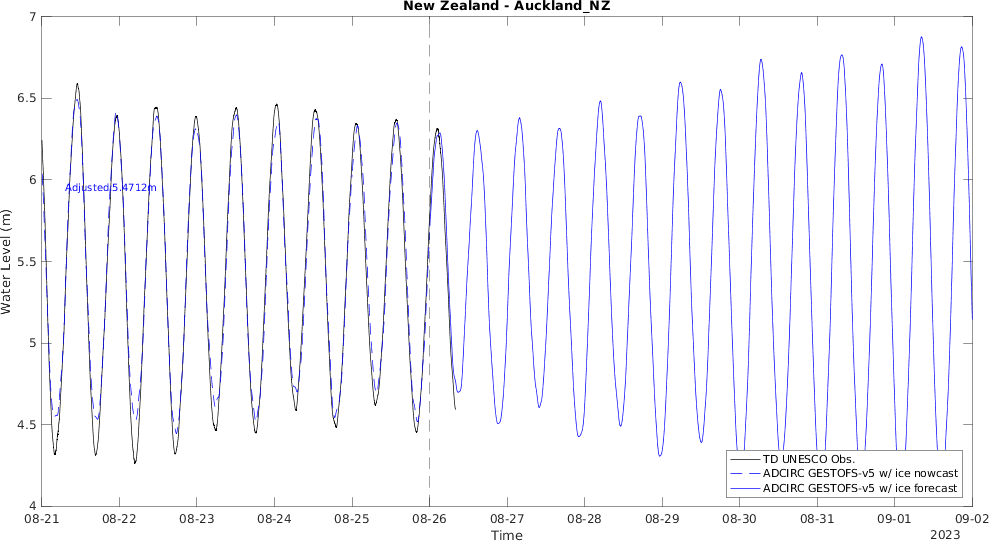 New Zealand - Auckland_NZ
7
6.5
6
5.5
5
4.5
4
Water Level (m)
Adjusted:5.4712m
TD UNESCO Obs.
ADCIRC GESTOFS-v5 w/ ice nowcast
ADCIRC GESTOFS-v5 w/ ice forecast
08-21 08-22 08-23 08-24 08-25 08-26 08-27 08-28 08-29 08-30 08-31 09-01 09-02
Time
2023